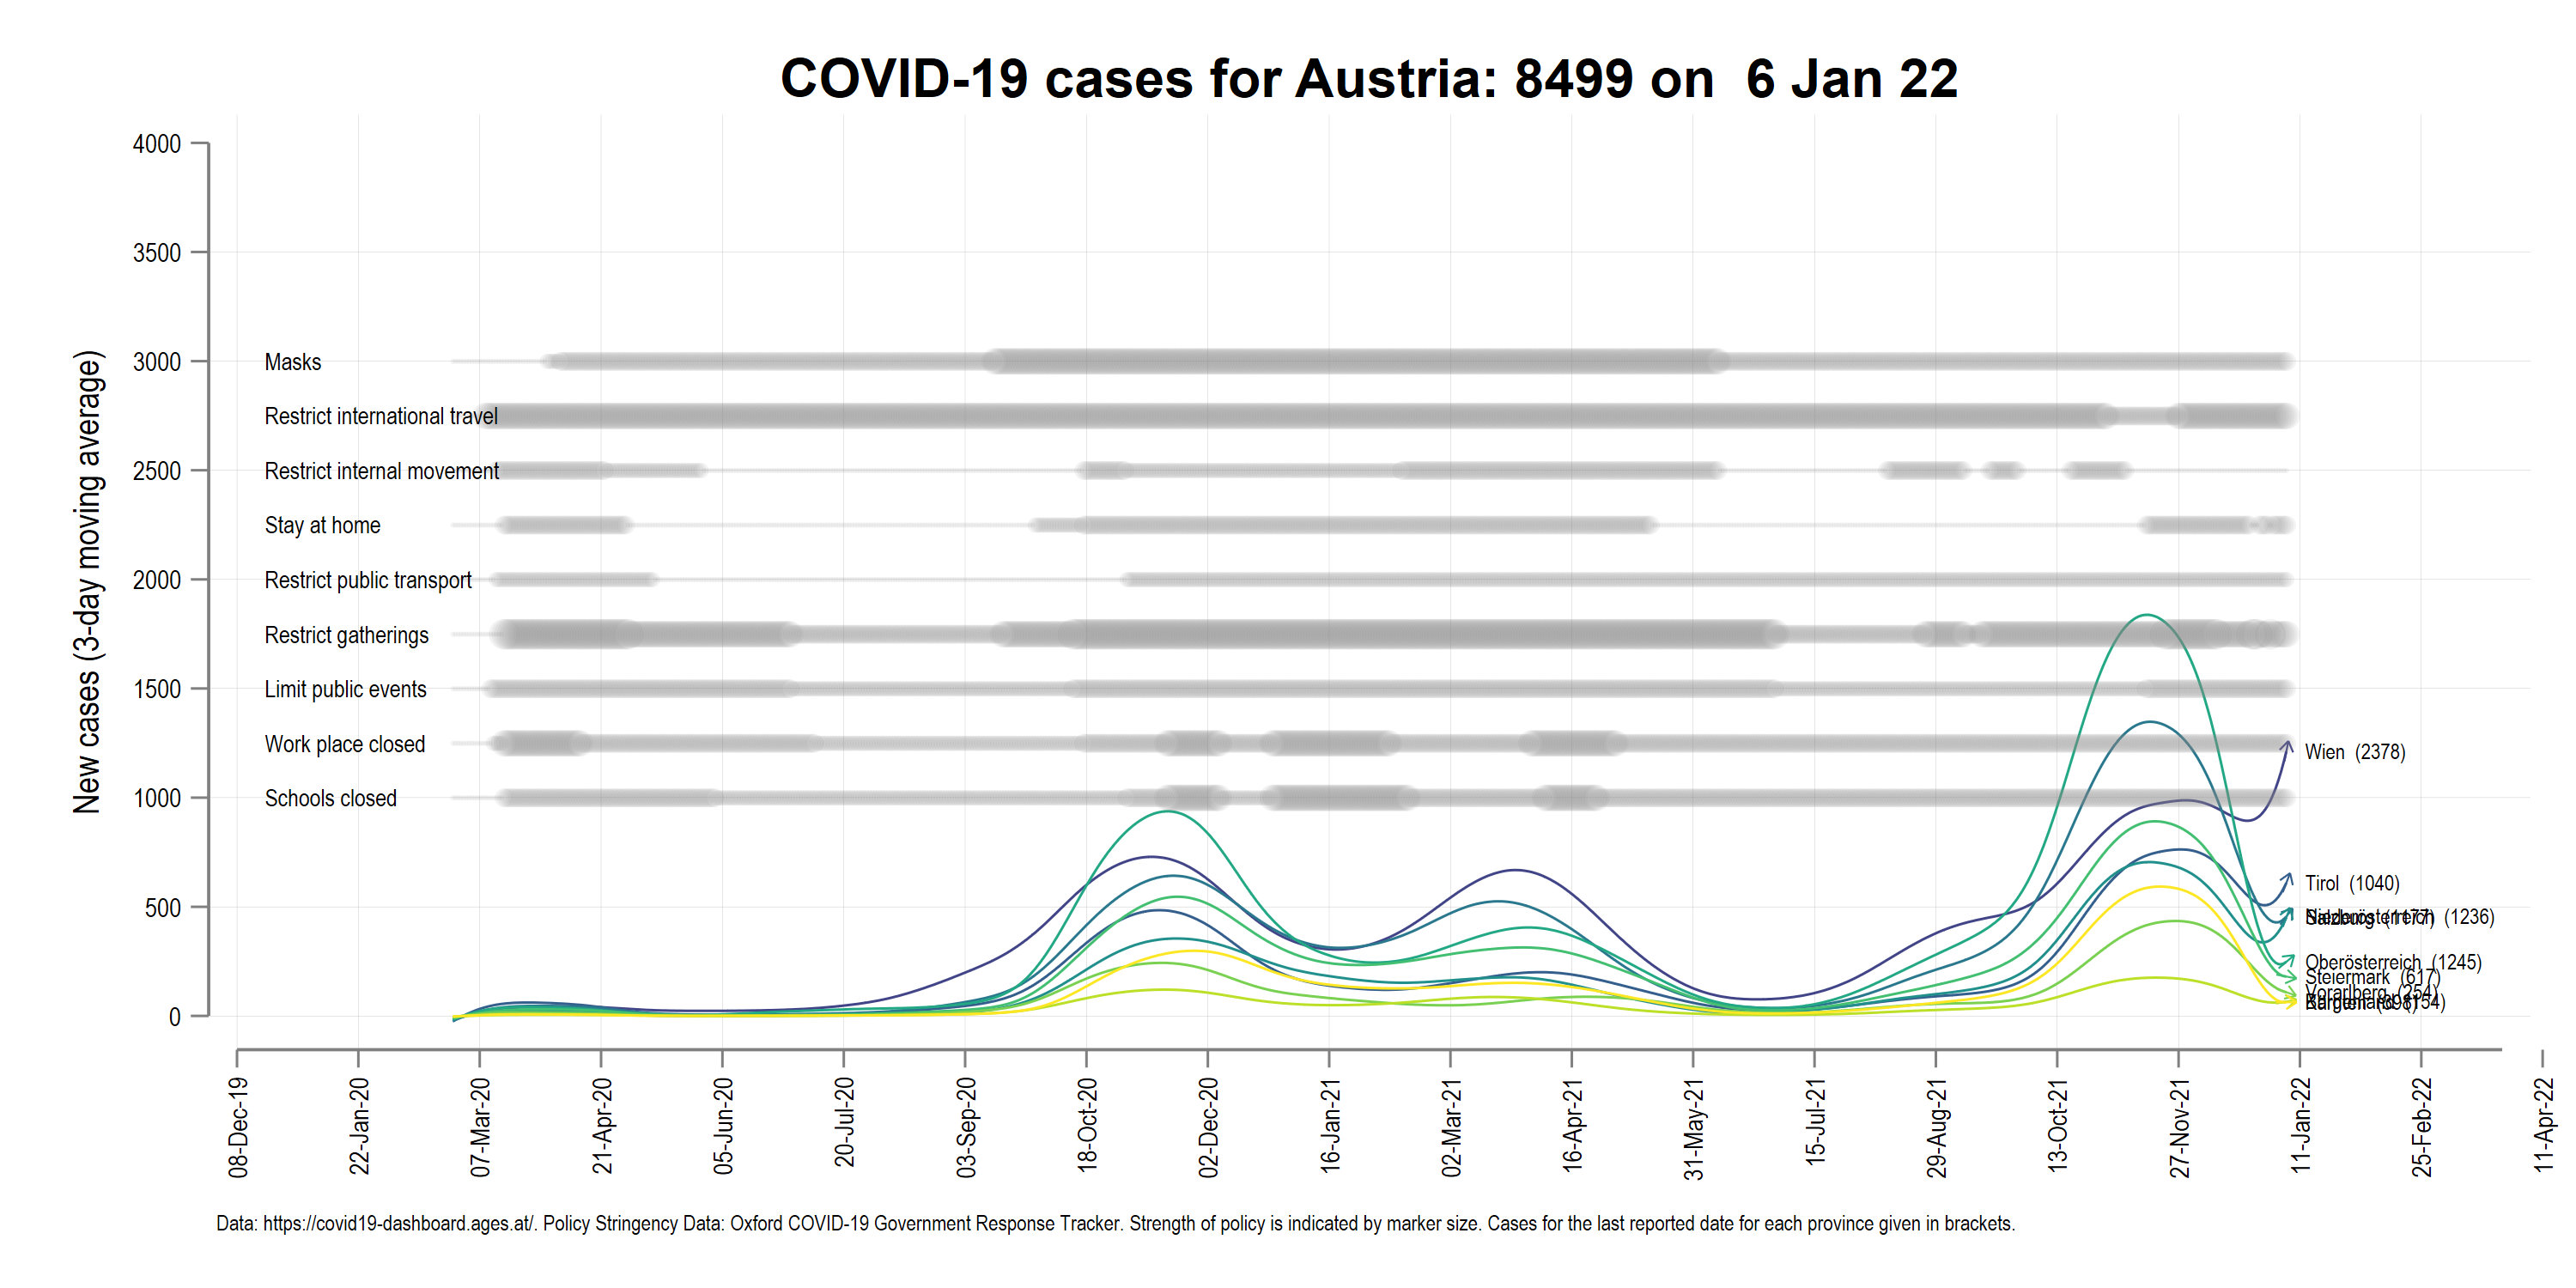 COVID-19 cases for Austria: 8499 on  6 Jan 22
New cases (3-day moving average)
4000
3500
3000
2500
2000
1500
1000
500
0
Masks
Restrict international travel
Restrict internal movement
Stay at home
Restrict public transport
Restrict gatherings
Limit public events
Work place closed
Schools closed
Wien (2378)
Tirol (1040)
Niederösterreich (1236)
Salzburg (1177)
Oberösterreich (1245)
Steiermark (617)
Vorarlberg (254)
08-Dec-19
22-Jan-20
07-Mar-20
21-Apr-20
05-Jun-20
20-Jul-20
03-Sep-20
18-Oct-20
02-Dec-20
16-Jan-21
02-Mar-21
16-Apr-21
31-May-21
15-Jul-21
29-Aug-21
13-Oct-21
27-Nov-21
11-Jan-22
25-Feb-22
11-Apr-22
Data: https://covid19-dashboard.ages.at/. Policy Stringency Data: Oxford COVID-19 Government Response Tracker. Strength of policy is indicated by marker size. Cases for the last reported date for each province given in brackets.